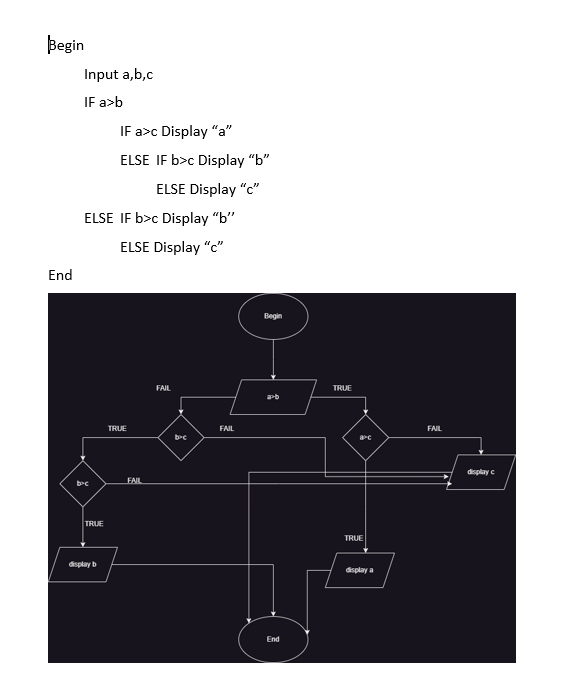 Begin
Input a,b,c
IF a>b
IF a>c Display “a”
ELSE IF b>c Display “b”
ELSE Display “c”
ELSE IF b>c Display “b’’
ELSE Display “c”
End
Begin
FAIL
TRUE
a>b
TRUE
FAIL
FAIL
b>c
a>c
display c
b>c
FAIL
TRUE
TRUE
display b
display a
End